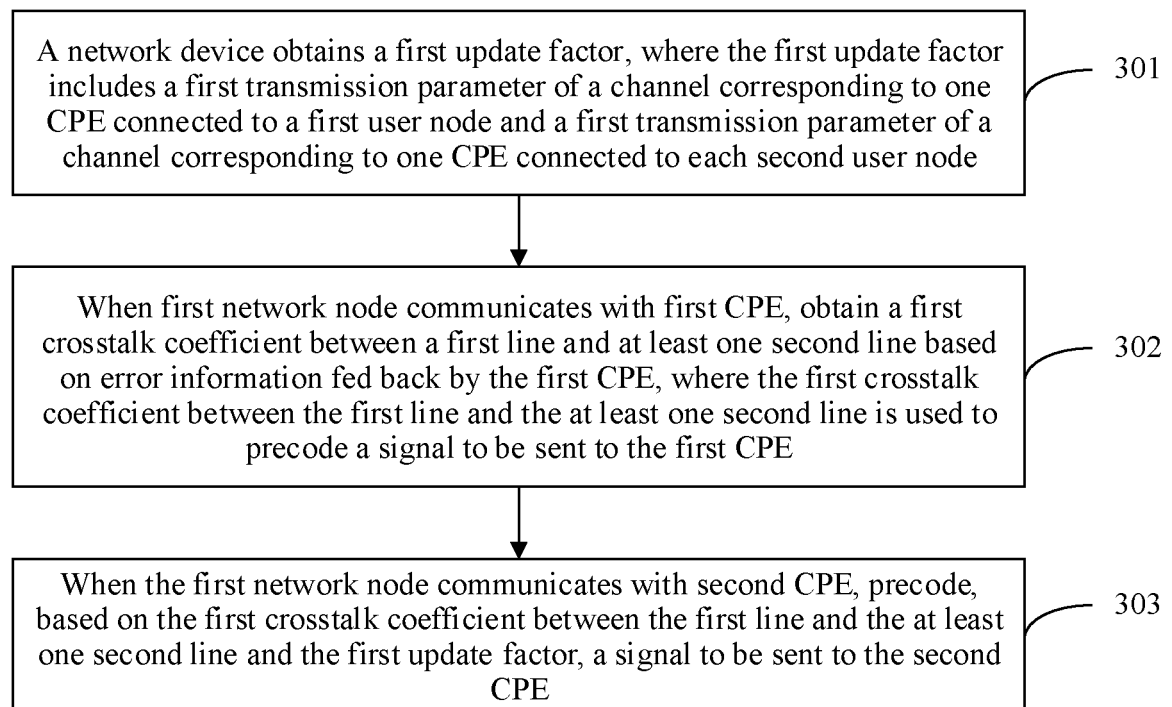 A network device obtains a first update factor, where the first update factor
includes a first transmission parameter of a channel corresponding to one
CPE connected to a first user node and a first transmission parameter of a
channel corresponding to one CPE connected to each second user node
301
When first network node communicates with first CPE, obtain a first
crosstalk coefficient between a first line and at least one second line based
on error information fed back by the first CPE, where the first crosstalk
coefficient between the first line and the at least one second line is used to
precode a signal to be sent to the first CPE
302
When the first network node communicates with second CPE, precode,
based on the first crosstalk coefficient between the first line and the at least
one second line and the first update factor, a signal to be sent to the second
CPE
303